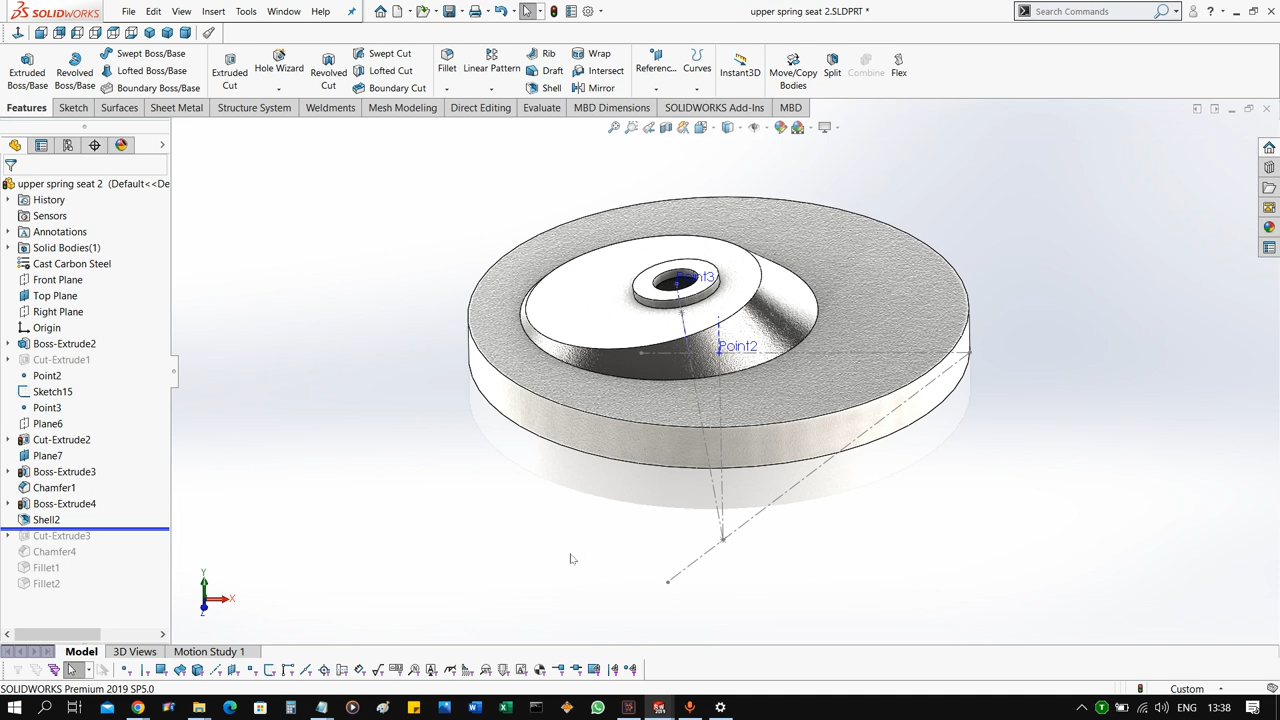 SOLIDWORKS
File
Edit
View
Insert
Tools
Window
Help
upper spring seat 2.SLDPRT *
Search Commands
Extruded Boss/Base
Revolved Boss/Base
Swept Boss/Base
Lofted Boss/Base
Boundary Boss/Base
Extruded Cut
Hole Wizard
Revolved Cut
Swept Cut
Lofted Cut
Boundary Cut
Fillet
Linear Pattern
Rib
Draft
Shell
Wrap
Intersect
Mirror
Referenc...
Curves
Instant3D
Move/Copy Bodies
Split
Combine
Flex
Features
Sketch
Surfaces
Sheet Metal
Structure System
Weldments
Mesh Modeling
Direct Editing
Evaluate
MBD Dimensions
SOLIDWORKS Add-Ins
MBD
upper spring seat 2 (Default<<De
History
Sensors
Annotations
Solid Bodies(1)
Cast Carbon Steel
Front Plane
Top Plane
Right Plane
Origin
Boss-Extrude2
Cut-Extrude1
Point2
Sketch15
Point3
Plane6
Cut-Extrude2
Plane7
Boss-Extrude3
Chamfer1
Boss-Extrude4
Shell2
Cut-Extrude3
Chamfer4
Fillet1
Fillet2
Point3
Point2
Y
X
Z
Model
3D Views
Motion Study 1
SOLIDWORKS Premium 2019 SP5.0
Custom
ENG
13:38